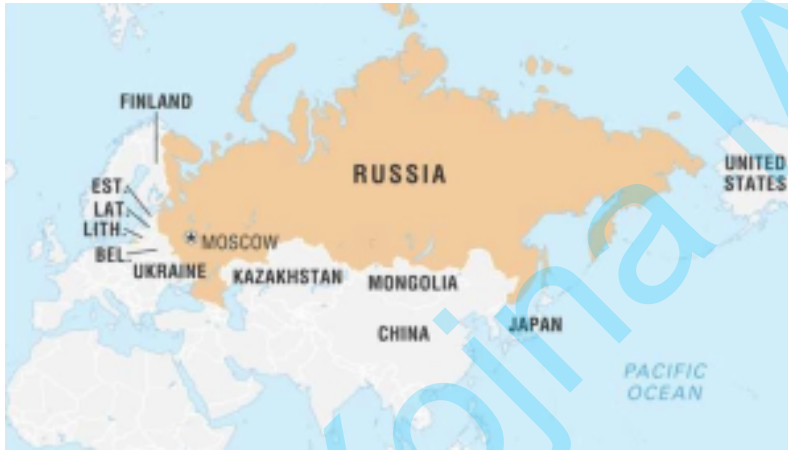 FINLAND
RUSSIA
UNITED
STATES
EST.
LAT.
LITH.
MOSCOW
BEL.
UKRAINE
KAZAKHSTAN
MONGOLIA
JAPAN
CHINA
PACIFIC
OCEAN